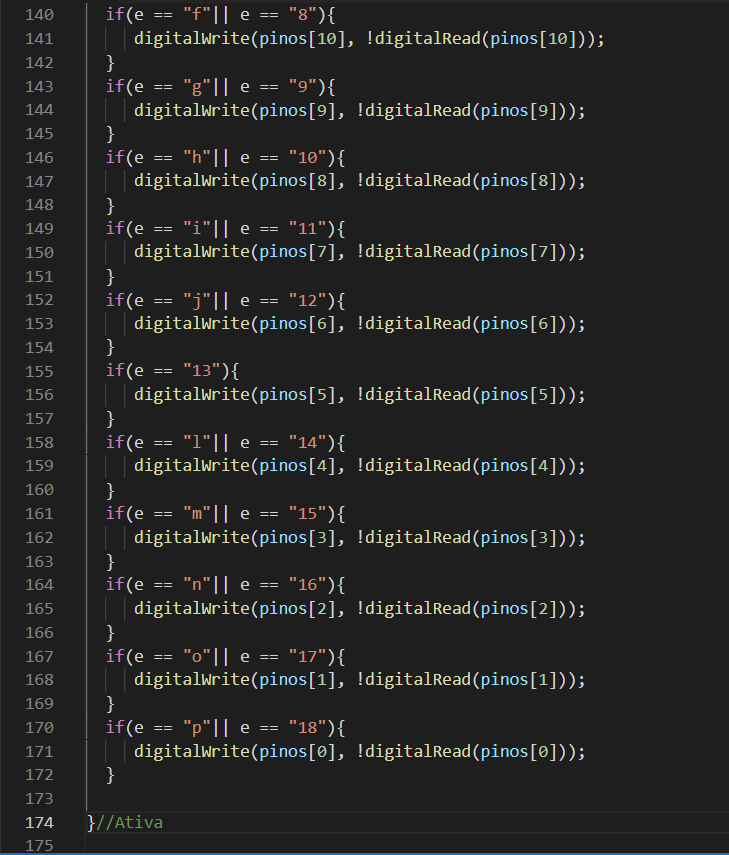 140 if(e == "f"|| e == "8"){
141 digitalWrite(pinos[10], !digitalRead(pinos[10]));
142 }
143 if(e == "g"|| e == "9"){
144 digitalWrite(pinos[9], !digitalRead(pinos[9]));
145 }
146 if(e == "h"|| e == "10"){
147 digitalWrite(pinos[8], !digitalRead(pinos[8]));
148 }
149 if(e == "i"|| e == "11"){
150 digitalWrite(pinos[7], !digitalRead(pinos[7]));
151 }
152 if(e == "j"|| e == "12"){
153 digitalWrite(pinos[6], !digitalRead(pinos[6]));
154 }
155 if(e == "13"){
156 digitalWrite(pinos[5], !digitalRead(pinos[5]));
157 }
158 if(e == "l"|| e == "14"){
159 digitalWrite(pinos[4], !digitalRead(pinos[4]));
160 }
161 if(e == "m"|| e == "15"){
162 digitalWrite(pinos[3], !digitalRead(pinos[3]));
163 }
164 if(e == "n"|| e == "16"){
165 digitalWrite(pinos[2], !digitalRead(pinos[2]));
166 }
167 if(e == "o"|| e == "17"){
168 digitalWrite(pinos[1], !digitalRead(pinos[1]));
169 }
170 if(e == "p"|| e == "18"){
171 digitalWrite(pinos[0], !digitalRead(pinos[0]));
172 }
173
174 }//Ativa
175